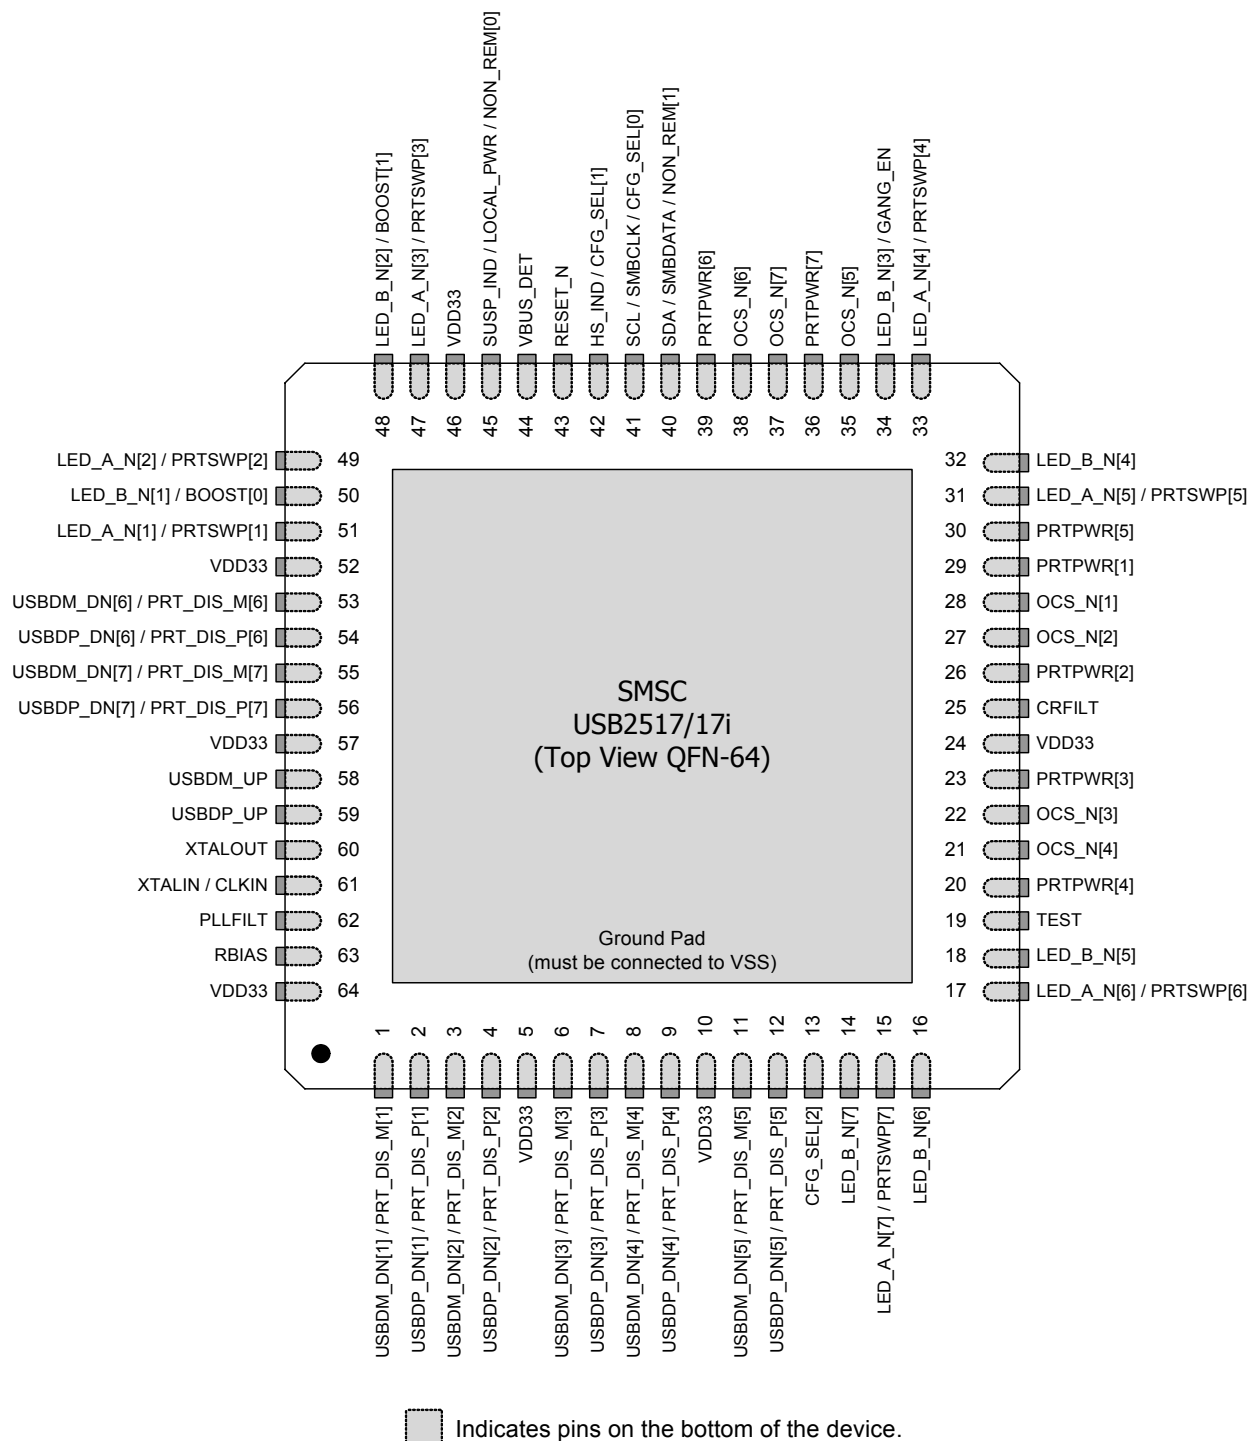 LED_B_N[2] / BOOST[1]
LED_A_N[3] / PRTSWP[3]
VDD33
SUSP_IND / LOCAL_PWR / NON_REM[0]
VBUS_DET
RESET_N
HS_IND / CFG_SEL[1]
SCL / SMBCLK / CFG_SEL[0]
SDA / SMBDATA / NON_REM[1]
PRTPWR[6]
OCS_N[6]
OCS_N[7]
PRTPWR[7]
OCS_N[5]
LED_B_N[3] / GANG_EN
LED_A_N[4] / PRTSWP[4]
48
47
46
45
44
43
42
41
40
39
38
37
36
35
34
33
LED_A_N[2] / PRTSWP[2] 49
LED_B_N[1] / BOOST[0] 50
LED_A_N[1] / PRTSWP[1] 51
VDD33 52
USBDM_DN[6] / PRT_DIS_M[6] 53
USBDP_DN[6] / PRT_DIS_P[6] 54
USBDM_DN[7] / PRT_DIS_M[7] 55
USBDP_DN[7] / PRT_DIS_P[7] 56
VDD33 57
USBDM_UP 58
USBDP_UP 59
XTALOUT 60
XTALIN / CLKIN 61
PLLFILT 62
RBIAS 63
VDD33 64
SMSC
USB2517/17i
(Top View QFN-64)
Ground Pad
(must be connected to VSS)
32 LED_B_N[4]
31 LED_A_N[5] / PRTSWP[5]
30 PRTPWR[5]
29 PRTPWR[1]
28 OCS_N[1]
27 OCS_N[2]
26 PRTPWR[2]
25 CRFILT
24 VDD33
23 PRTPWR[3]
22 OCS_N[3]
21 OCS_N[4]
20 PRTPWR[4]
19 TEST
18 LED_B_N[5]
17 LED_A_N[6] / PRTSWP[6]
1
2
3
4
5
6
7
8
9
10
11
12
13
14
15
16
USBDM_DN[1] / PRT_DIS_M[1]
USBDP_DN[1] / PRT_DIS_P[1]
USBDM_DN[2] / PRT_DIS_M[2]
USBDP_DN[2] / PRT_DIS_P[2]
VDD33
USBDM_DN[3] / PRT_DIS_M[3]
USBDP_DN[3] / PRT_DIS_P[3]
USBDM_DN[4] / PRT_DIS_M[4]
USBDP_DN[4] / PRT_DIS_P[4]
VDD33
USBDM_DN[5] / PRT_DIS_M[5]
USBDP_DN[5] / PRT_DIS_P[5]
CFG_SEL[2]
LED_B_N[7]
LED_A_N[7] / PRTSWP[7]
LED_B_N[6]
Indicates pins on the bottom of the device.